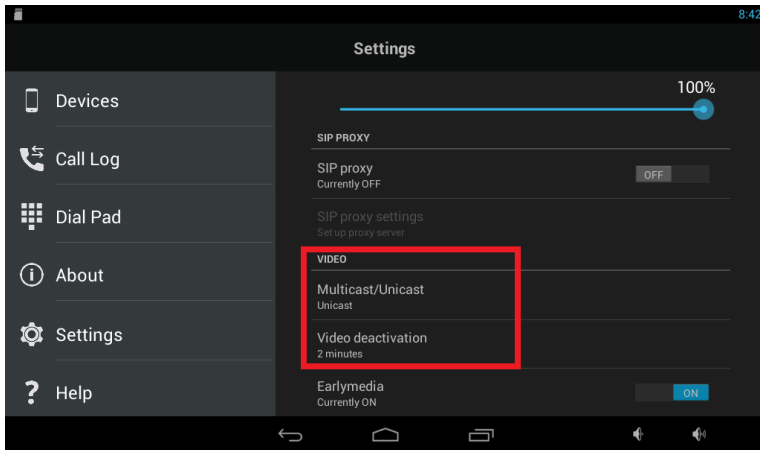 8:42
Settings
Devices
Call Log
Dial Pad
About
Settings
Help
100%
SIP PROXY
SIP proxy
Currently OFF
OFF
SIP proxy settings
Set up proxy server
VIDEO
Multicast/Unicast
Unicast
Video deactivation
2 minutes
Earlymedia
Currently ON
ON